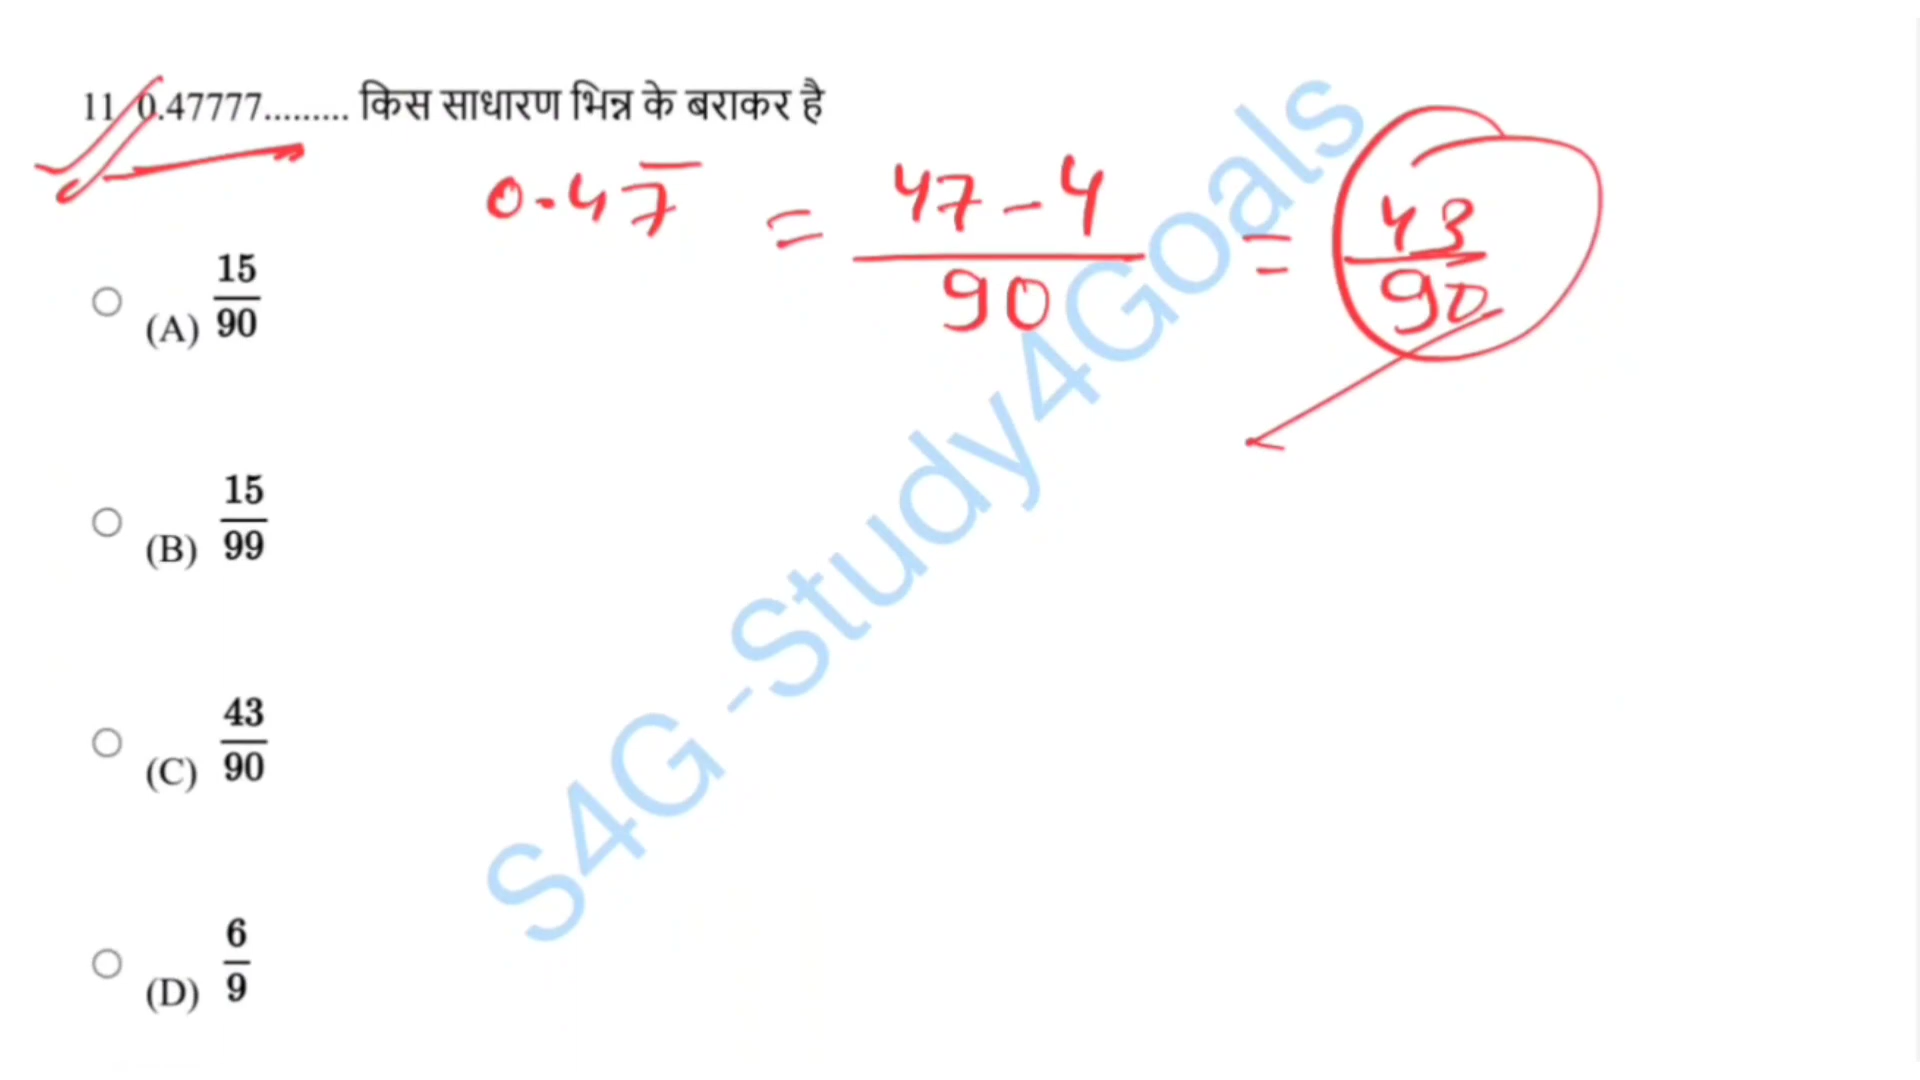 11 0.47777......... किस साधारण भिन्न के बराकर है
0.47̅ = 47-4/90 = 43/90
(A) 15/90
(B) 15/99
(C) 43/90
(D) 6/9
S4G -Study4Goals